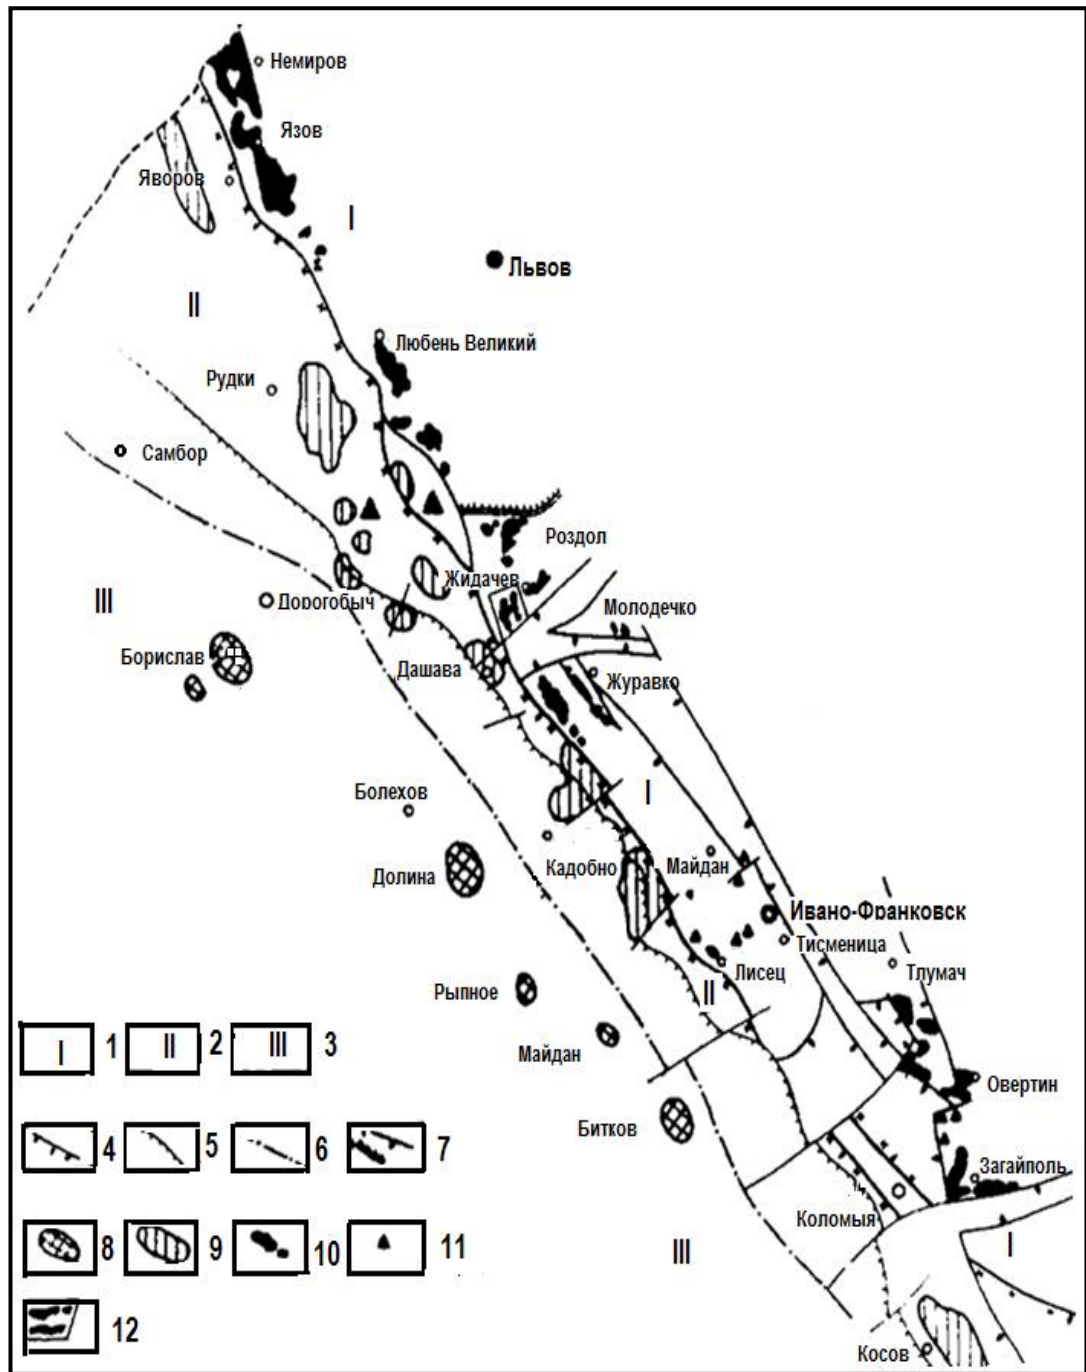 Немиров
Язов
Яворов
I
Львов
II
Любень Великий
Рудки
Самбор
Роздол
Жидачев
III
Дорогобыч
Молодечко
Борислав
Дашава
Журавко
I
Болехов
Кадобно
Майдан
Долина
Ивано-Франковск
Тисменица
Лисец
Тлумач
Рыпное
II
I 1 II 2 III 3
Майдан
Овертин
Битков
4 5 6 7
Загайполь
Коломыя
III
I
8 9 10 11
12
Косов